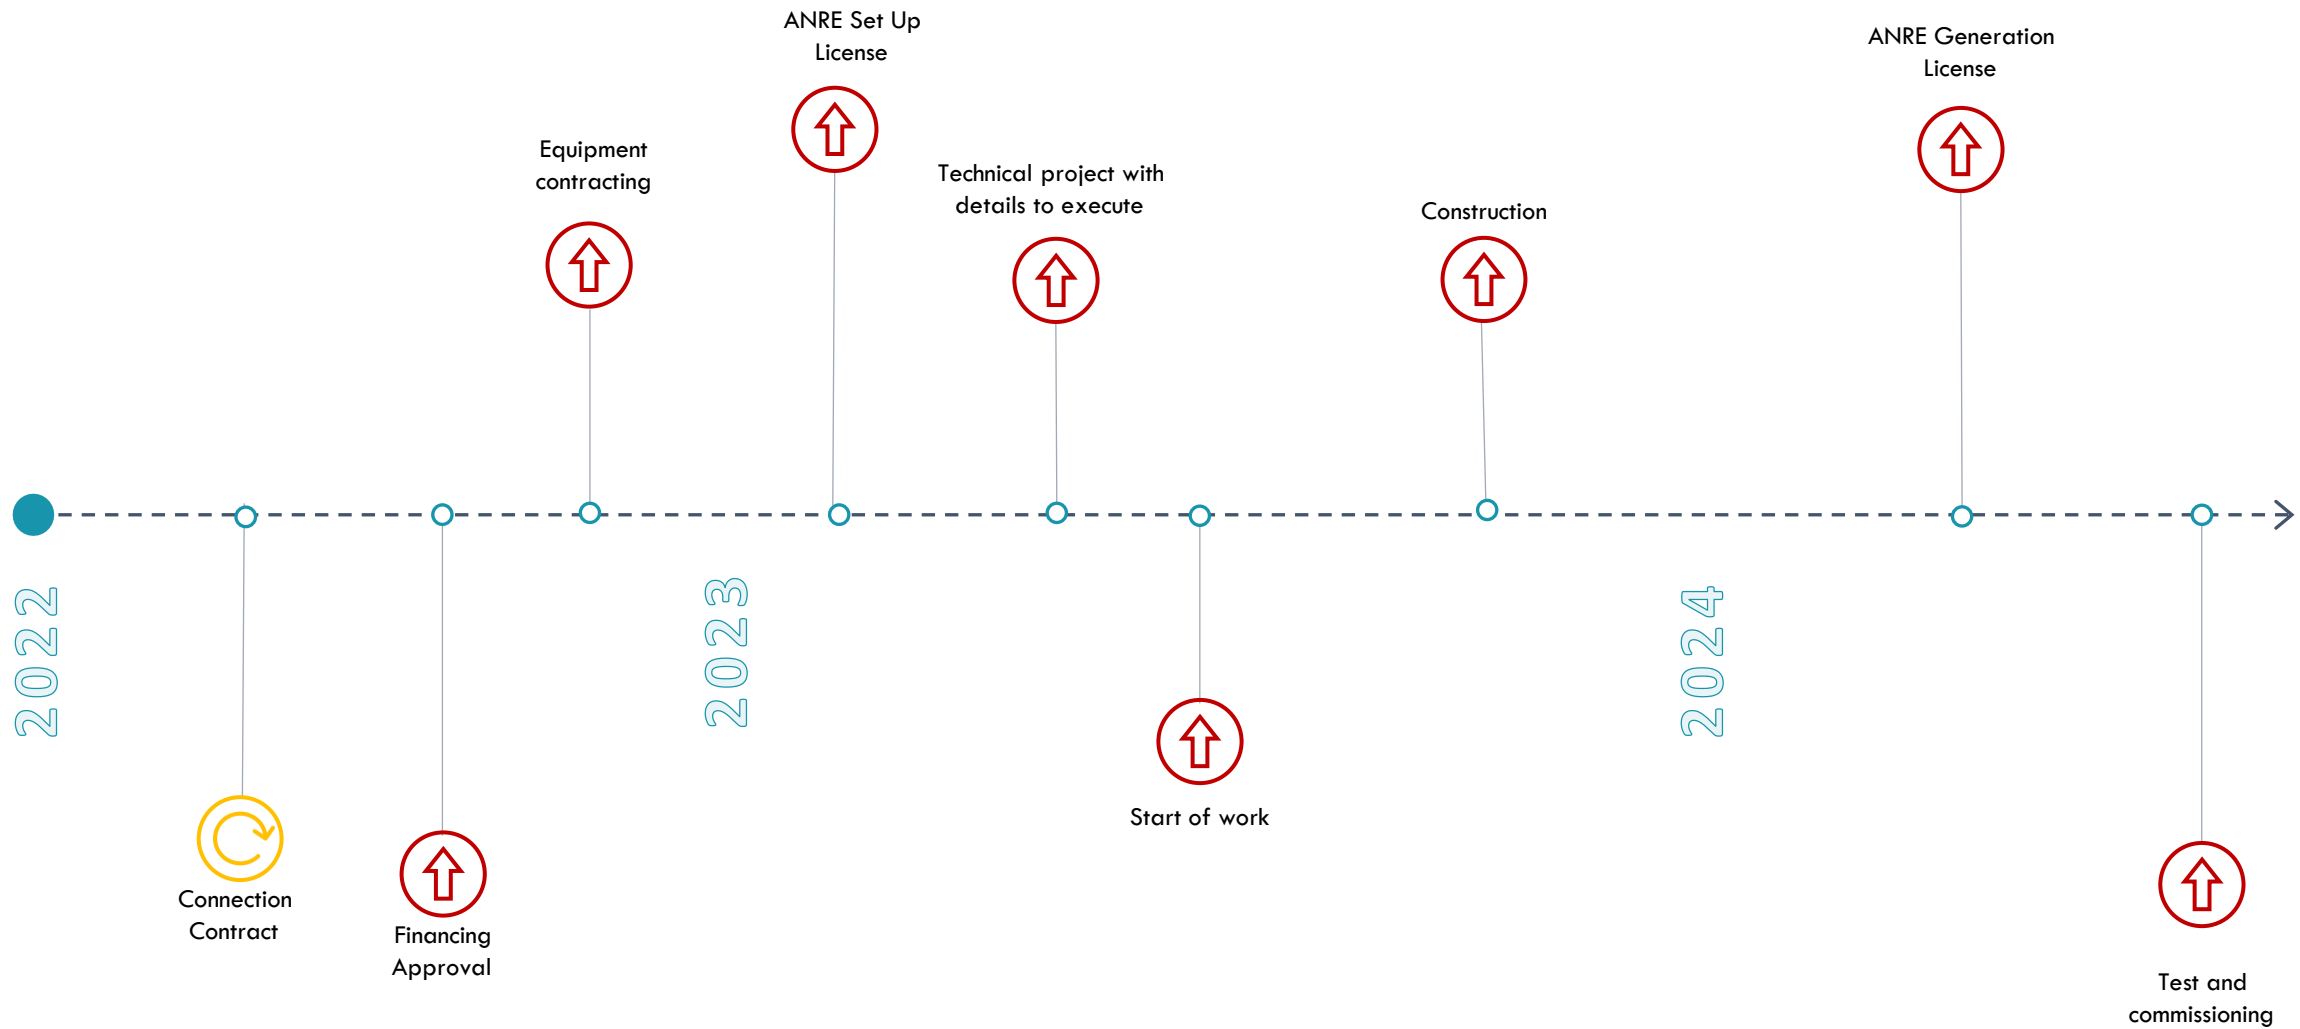 ANRE Set Up
License
ANRE Generation
License
Equipment
contracting
Technical project with
details to execute
Construction
2022
2023
2024
Start of work
Connection
Contract
Financing
Approval
Test and
commissioning